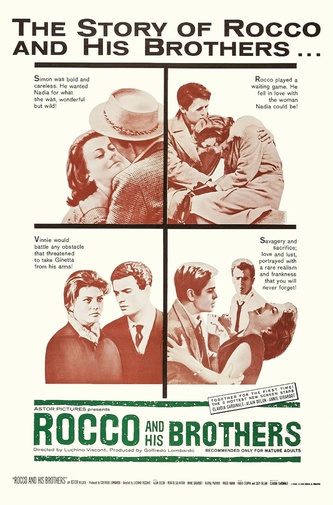 THE STORY OF ROCCO
AND HIS BROTHERS...
Simon was bold and
careless. He wanted
Nadia for what
she was, wonderful
but wild!
Rocco played a
waiting game. He
fell in love with
the woman
Nadia could be!
Vinnie would
battle any obstacle
that threatened
to take Ginetta
from his arms!
Savagery and
sacrifice;
love and lust,
portrayed with
a rare realism
and frankness
that you will
never forget!
TOGETHER FOR THE FIRST TIME!
THE 3 HOTTEST NEW SCREEN STARS
CLAUDIA CARDINALE · ALAIN DELON · ANNIE GIRARDOT
ASTOR PICTURES presents
ROCCO AND HIS BROTHERS
Directed by Luchino Visconti, Produced by Goffredo Lombardo
RECOMMENDED ONLY FOR MATURE ADULTS
"ROCCO AND HIS BROTHERS"